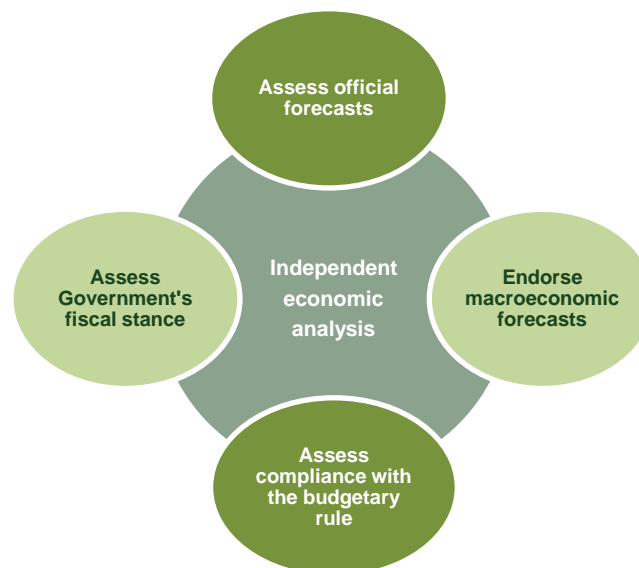 Assess official
forecasts
Assess
Government's
fiscal stance
Independent
economic
analysis
Endorse
macroeconomic
forecasts
Assess
compliance with
the budgetary
rule